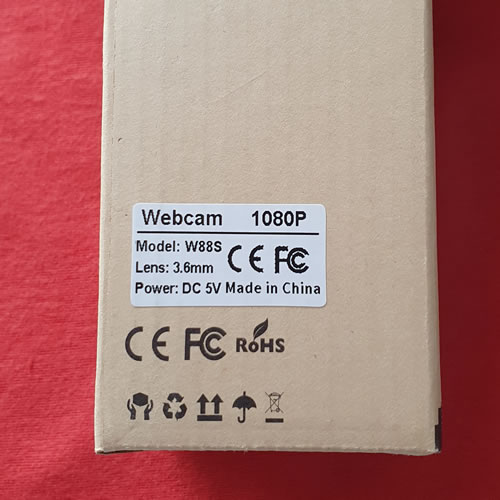 Webcam 1080P
Model: W88S
Lens: 3.6mm CE FC
Power: DC 5V Made in China
CE FC RoHS